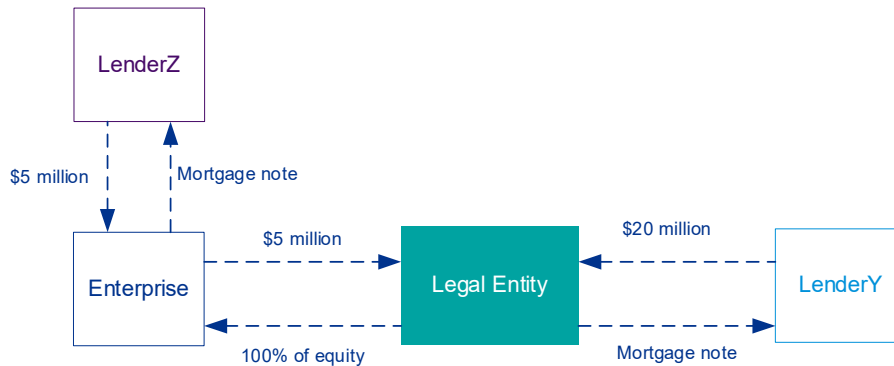 LenderZ
$5 million
Mortgage note
$5 million
$20 million
Enterprise
Legal Entity
LenderY
100% of equity
Mortgage note